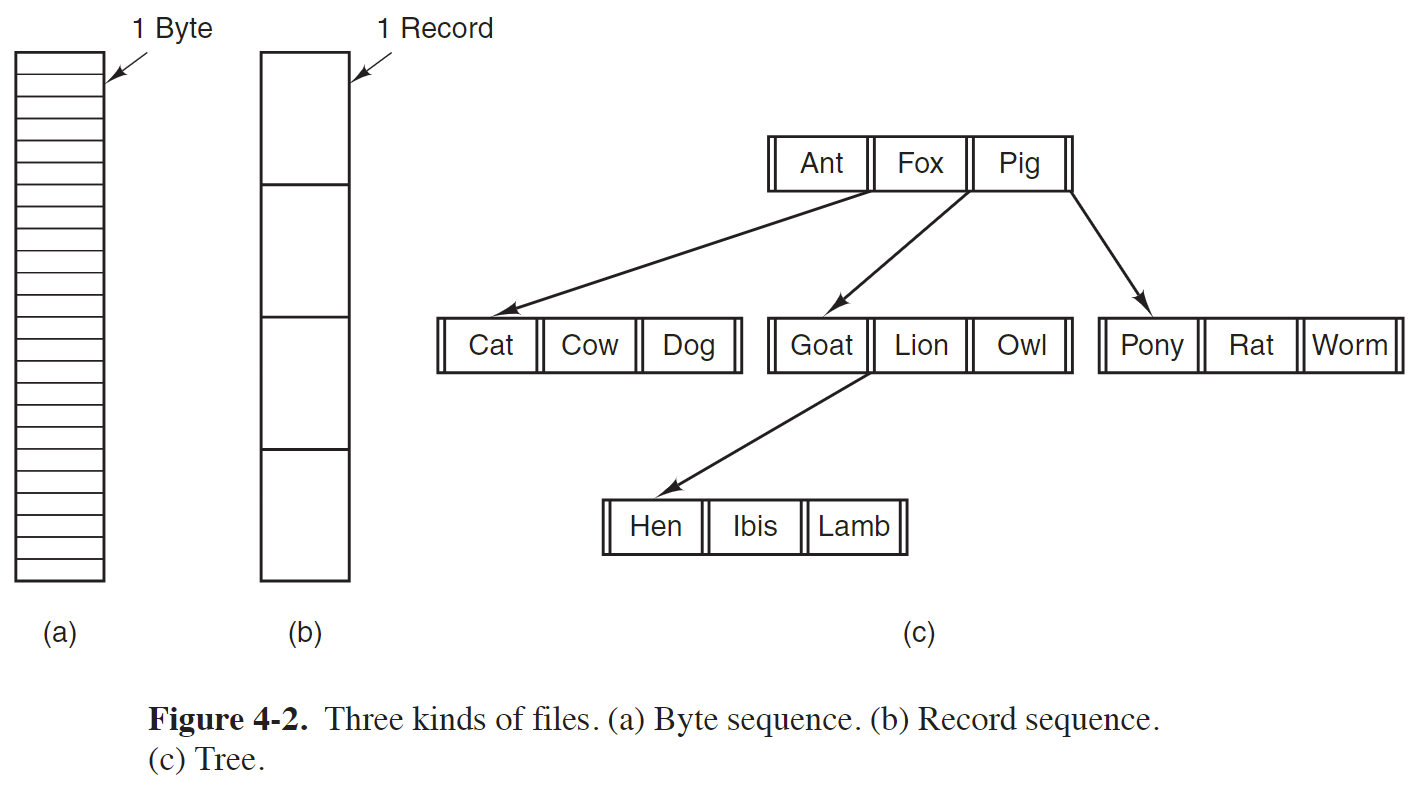 1 Byte
1 Record
Ant Fox Pig
Cat Cow Dog
Goat Lion Owl
Pony Rat Worm
Hen Ibis Lamb
(a)
(b)
(c)
Figure 4-2. Three kinds of files. (a) Byte sequence. (b) Record sequence.
(c) Tree.